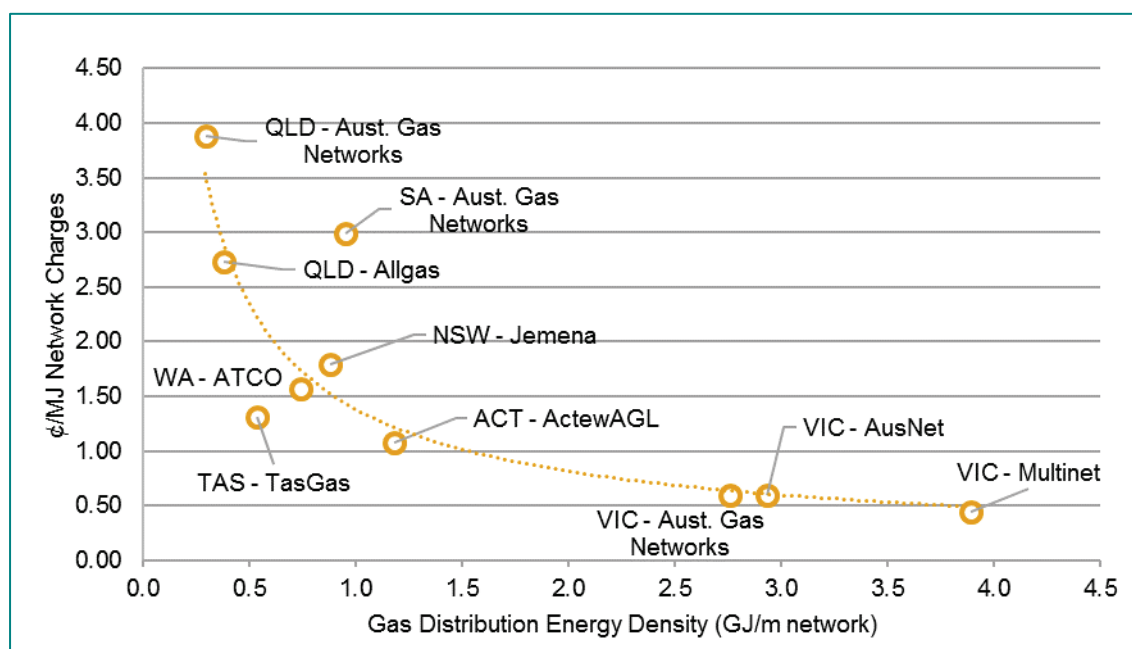 4.50
4.00
3.50
3.00
2.50
2.00
1.50
1.00
0.50
0.00
¢/MJ Network Charges
QLD - Aust. Gas
Networks
SA - Aust. Gas
Networks
QLD - Allgas
NSW - Jemena
WA - ATCO
ACT - ActewAGL
TAS - TasGas
VIC - AusNet
VIC - Multinet
VIC - Aust. Gas
Networks
0.0 0.5 1.0 1.5 2.0 2.5 3.0 3.5 4.0 4.5
Gas Distribution Energy Density (GJ/m network)